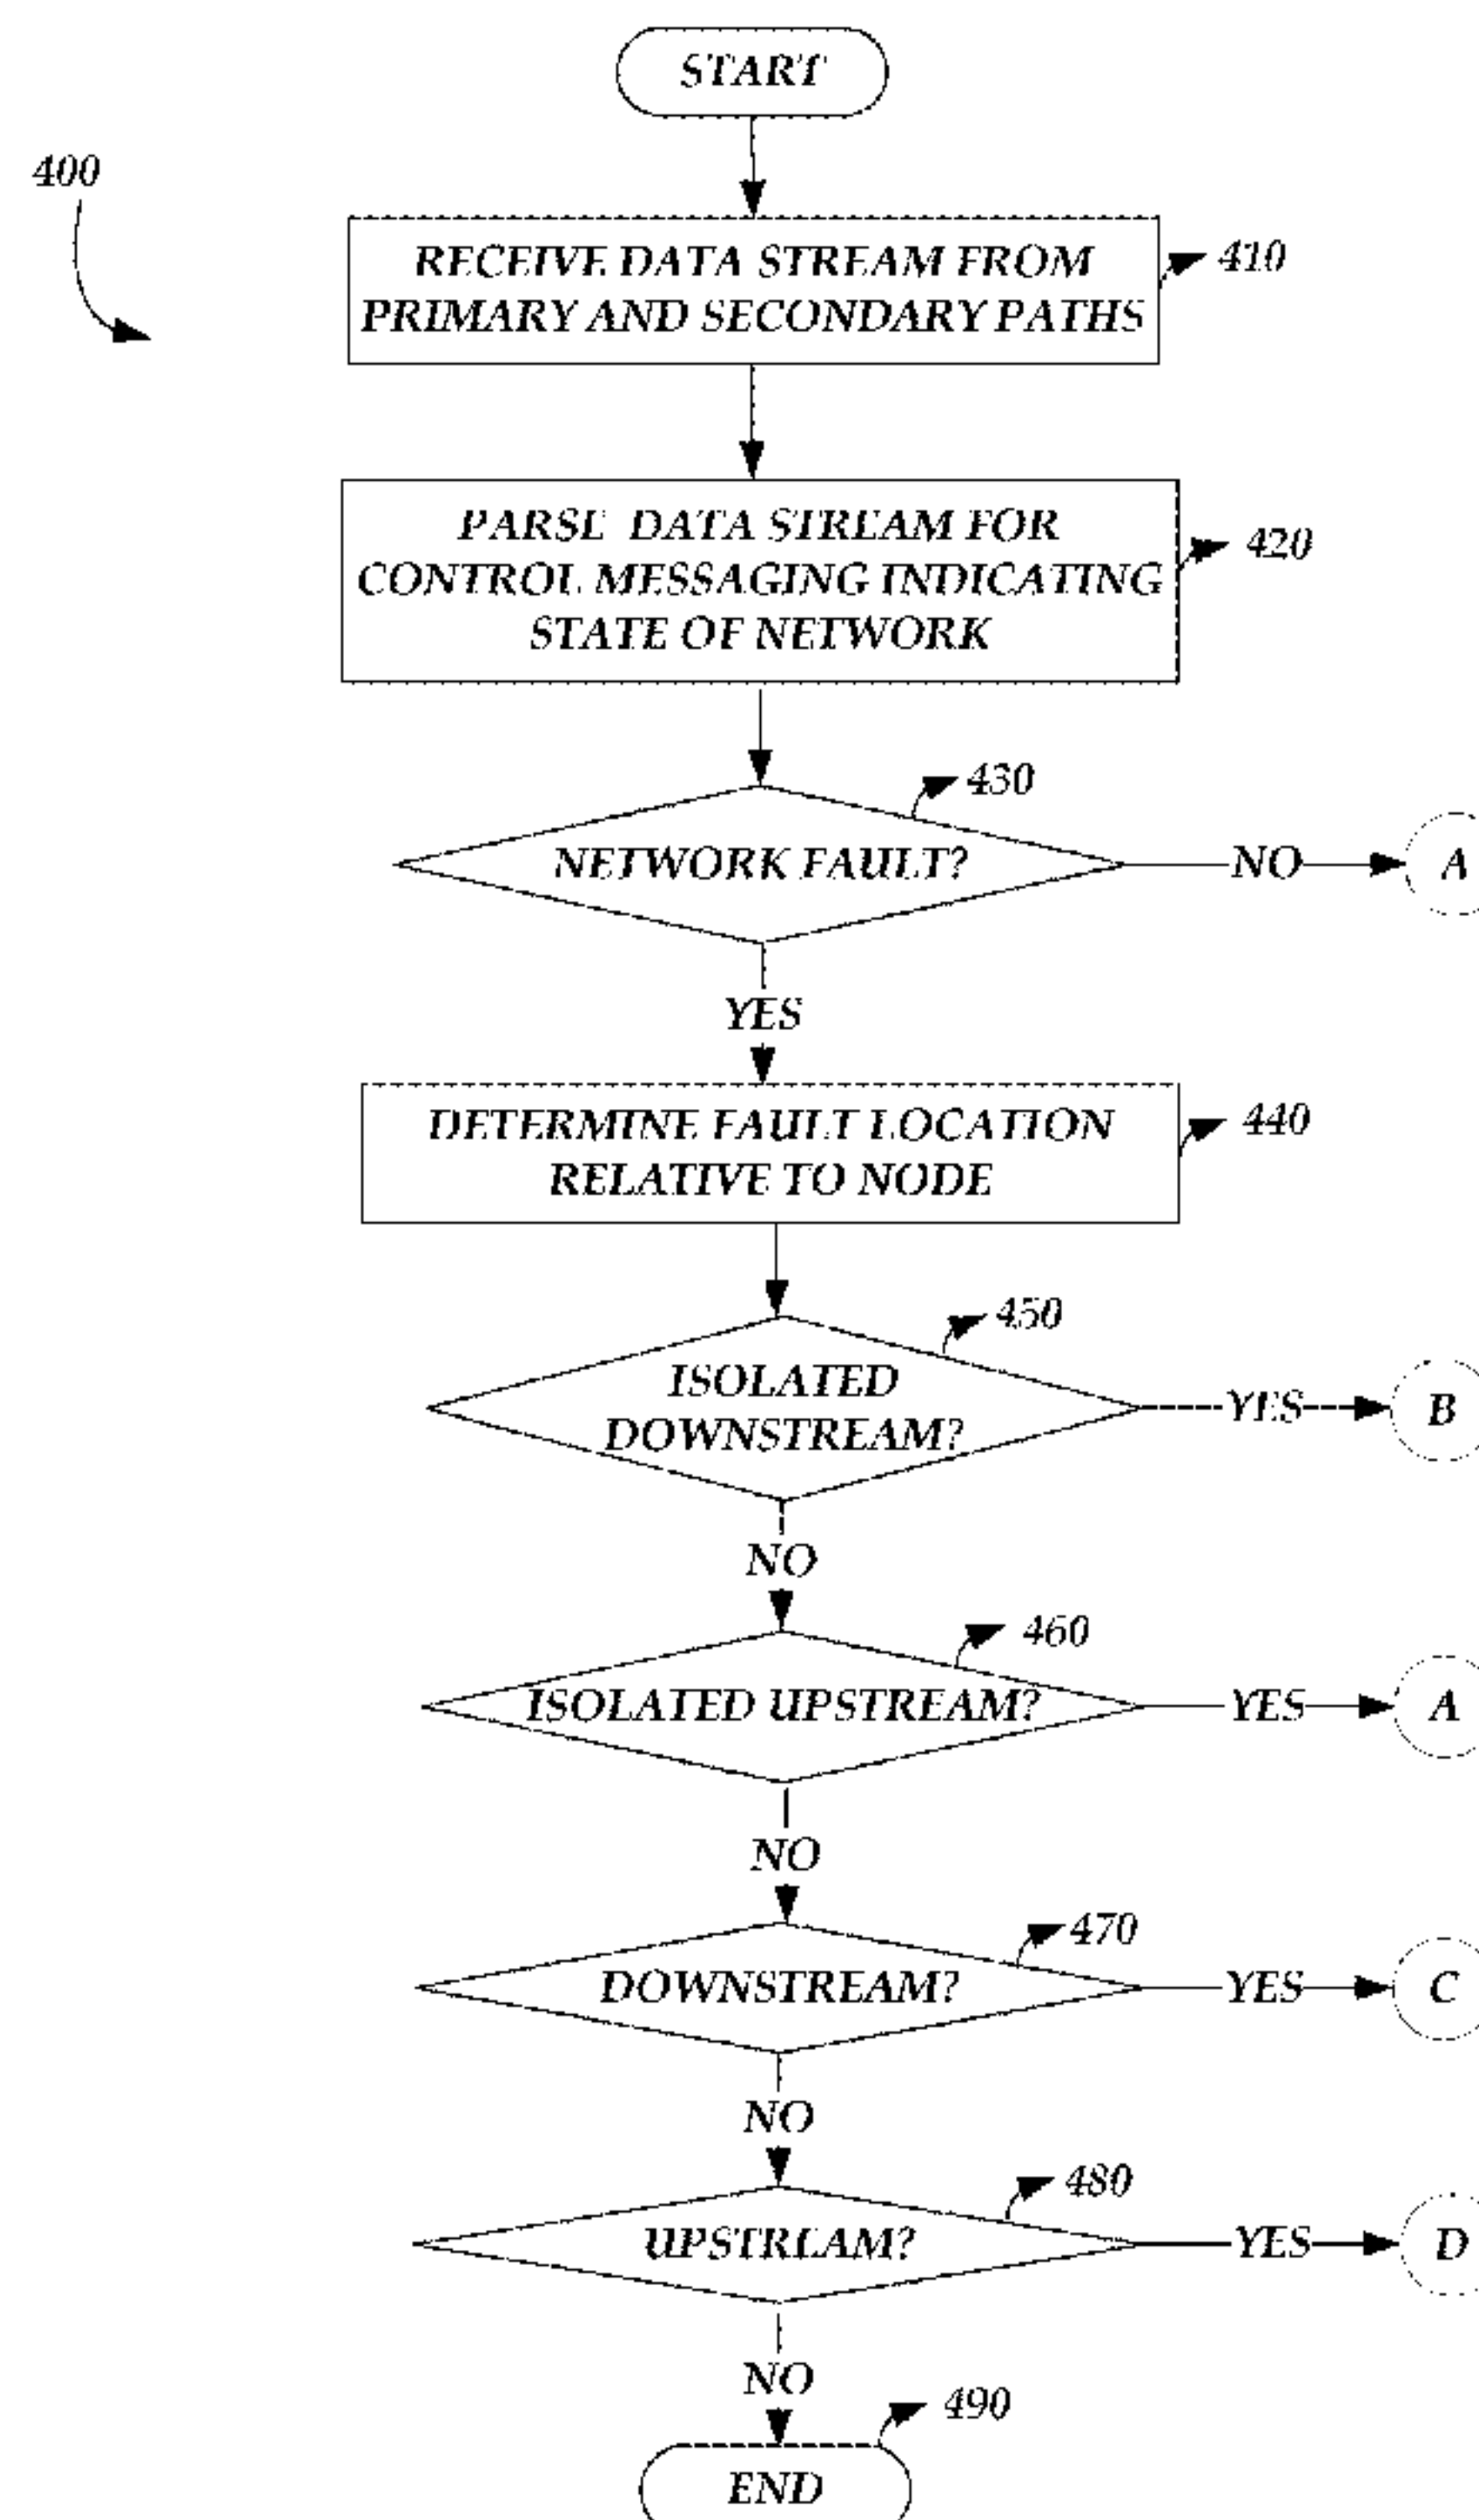 START
400
RECEIVE DATA STREAM FROM
PRIMARY AND SECONDARY PATHS
410
PARSE DATA STREAM FOR
CONTROL MESSAGING INDICATING
STATE OF NETWORK
420
430
NETWORK FAULT?
NO
A
YES
DETERMINE FAULT LOCATION
RELATIVE TO NODE
440
450
ISOLATED
DOWNSTREAM?
YES
B
NO
460
ISOLATED UPSTREAM?
YES
A
NO
470
DOWNSTREAM?
YES
C
NO
480
UPSTREAM?
YES
D
NO
490
END